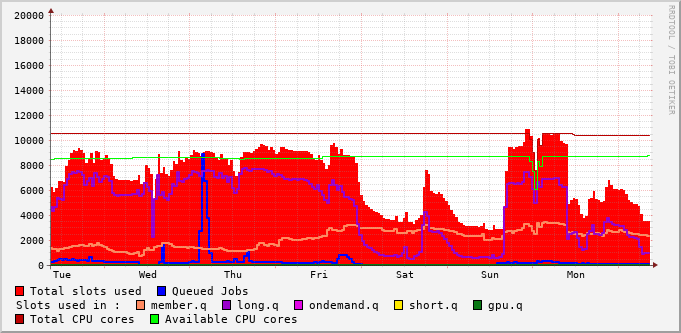 20000
18000
16000
14000
12000
10000
8000
6000
4000
2000
0
Tue Wed Thu Fri Sat Sun Mon
Total slots used Queued Jobs
Slots used in : member.q long.q ondemand.q short.q gpu.q
Total CPU cores Available CPU cores
RRDTOOL / TOBI OETIKER